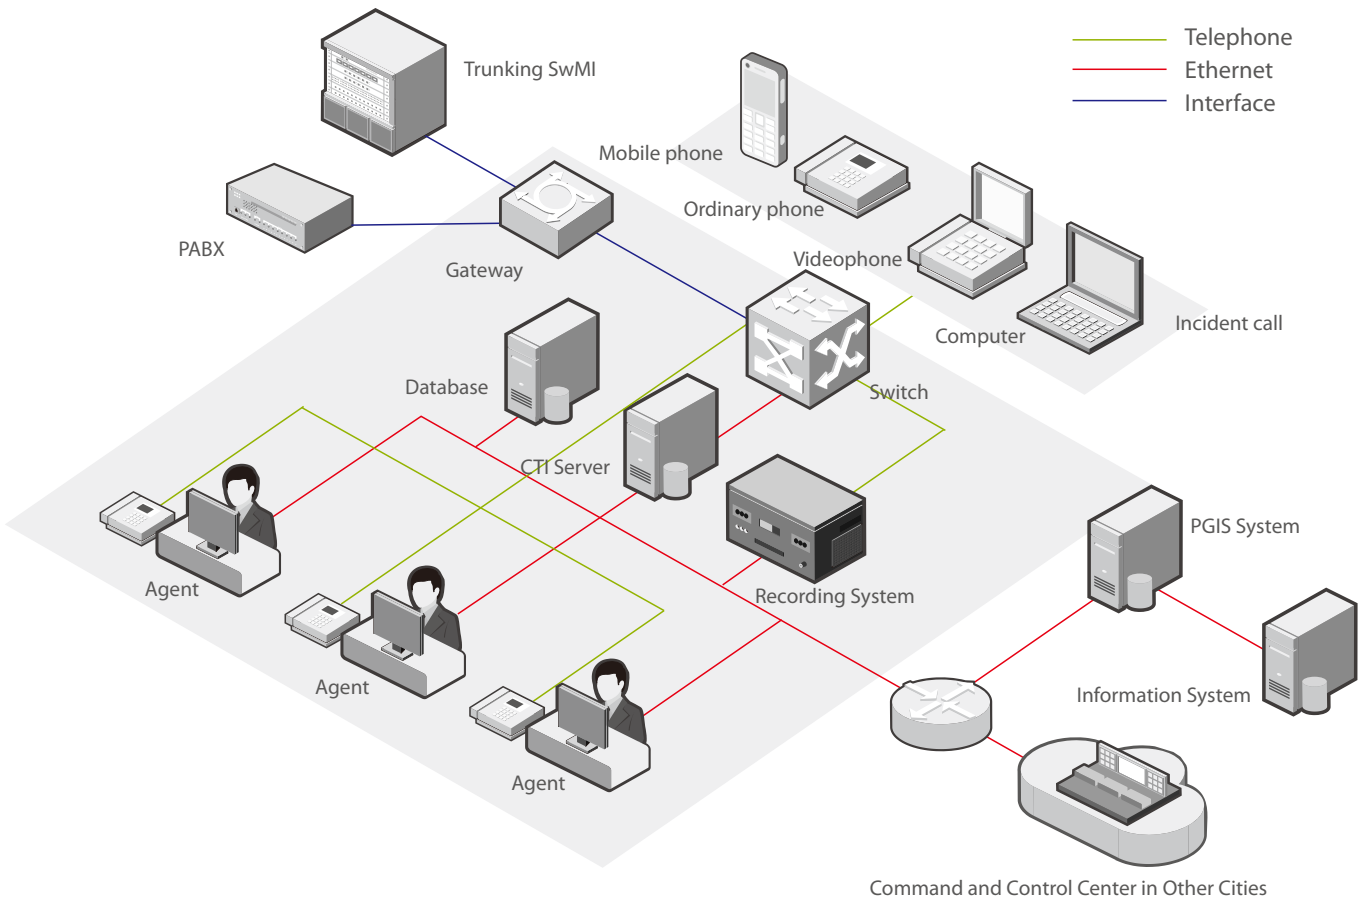 Telephone
Trunking SwMI
Ethernet
Interface
Mobile phone
Ordinary phone
PABX
Gateway
Videophone
Incident call
Computer
Database
Switch
CTI Server
PGIS System
Agent
Recording System
Agent
Information System
Agent
Command and Control Center in Other Cities